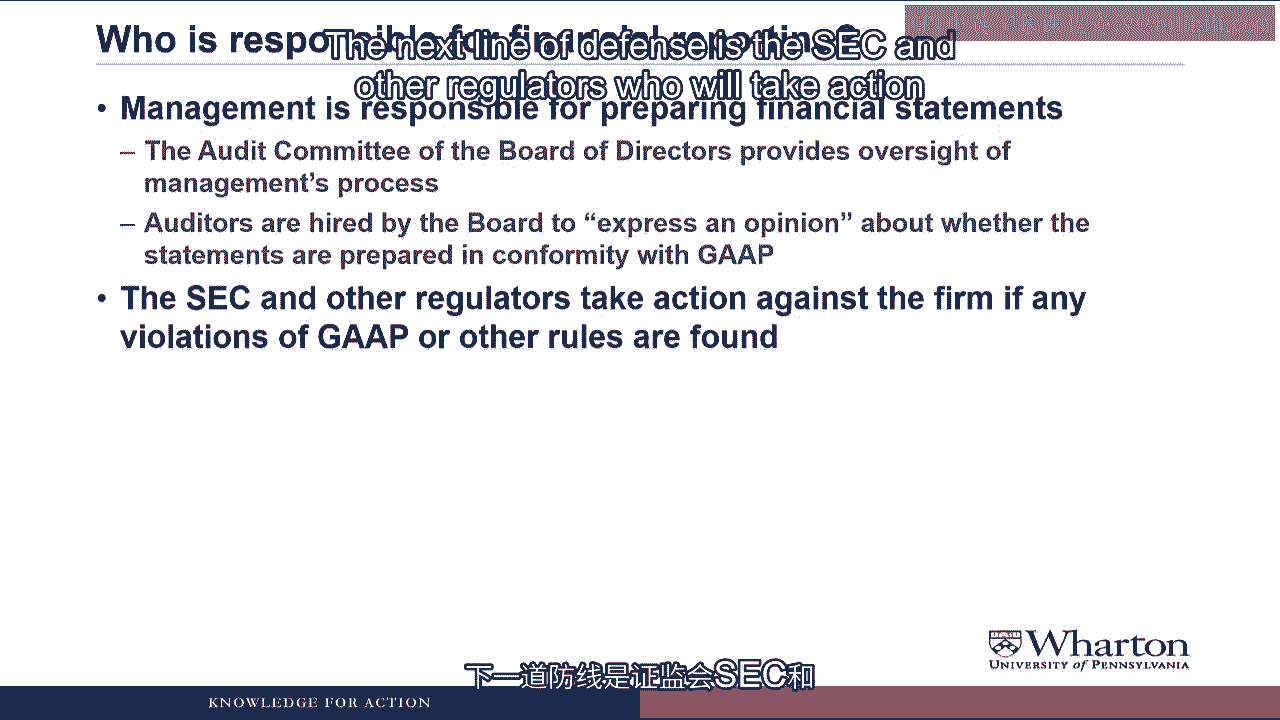 Who is responsible for financial reporting?
The next line of defense is the SEC and
other regulators who will take action
• Management is responsible for preparing financial statements
– The Audit Committee of the Board of Directors provides oversight of
management’s process
– Auditors are hired by the Board to “express an opinion” about whether the
statements are prepared in conformity with GAAP
• The SEC and other regulators take action against the firm if any
violations of GAAP or other rules are found
Wharton
UNIVERSITY of PENNSYLVANIA
下一道防线是证监会SEC和
KNOWLEDGE FOR ACTION